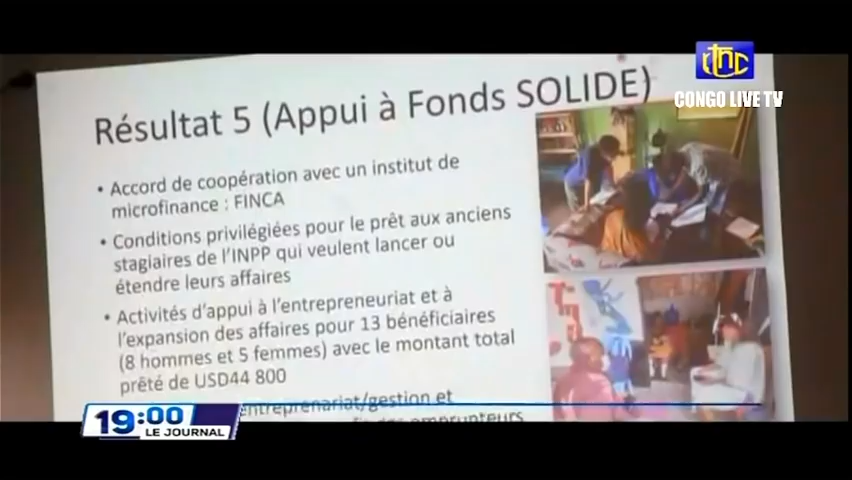 rtnc
CONGO LIVE TV
Résultat 5 (Appui à Fonds SOLIDE)
• Accord de coopération avec un institut de
microfinance : FINCA
• Conditions privilégiées pour le prêt aux anciens
stagiaires de l'INPP qui veulent lancer ou
étendre leurs affaires
• Activités d'appui à l'entrepreneuriat et à
l'expansion des affaires pour 13 bénéficiaires
(8 hommes et 5 femmes) avec le montant total
prêté de USD44 800
entreprenariat/gestion et
emprunteurs
19:00
LE JOURNAL